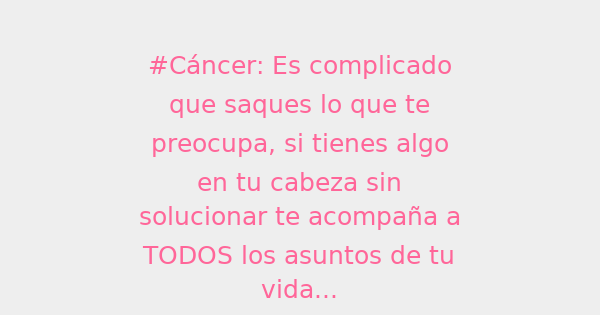 #Cáncer: Es complicado
que saques lo que te
preocupa, si tienes algo
en tu cabeza sin
solucionar te acompaña a
TODOS los asuntos de tu
vida...